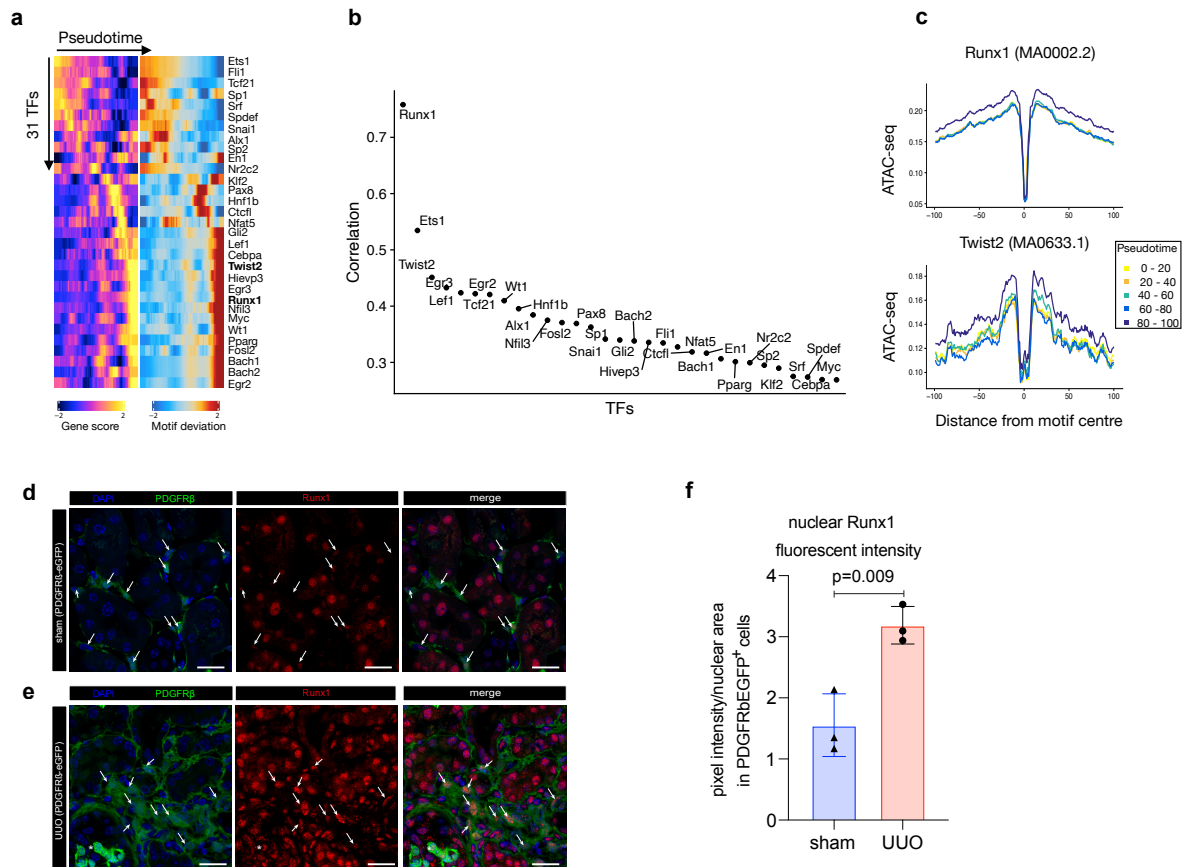 a
Pseudotime
31 TFs
Ets1
Fli1
Tcf21
Sp1
Srf
Spdef
Snai1
Alx1
Sp2
En1
Nr2c2
Klf2
Pax8
Hnf1b
Ctcfl
Nfat5
Gli2
Lef1
Cebpa
Twist2
Hievp3
Egr3
Runx1
Nfil3
Myc
Wt1
Pparg
Fosl2
Bach1
Bach2
Egr2
−2 2
Gene score
−2 2
Motif deviation
b
Correlation
0.7
0.6
0.5
0.4
0.3
Runx1
Ets1
Twist2
Egr3
Lef1
Egr2
Tcf21
Wt1
Alx1
Hnf1b
Nfil3
Fosl2
Pax8
Sp1
Snai1
Bach2
Gli2
Hivep3
Fli1
Ctcfl
Nfat5
Bach1
En1
Pparg
Nr2c2
Sp2
Klf2
Srf
Spdef
Cebpa
Myc
TFs
c
Runx1 (MA0002.2)
ATAC-seq
0.20
0.15
0.10
0.05
-100 -50 0 50 100
Twist2 (MA0633.1)
ATAC-seq
0.18
0.16
0.14
0.12
0.10
-100 -50 0 50 100
Distance from motif centre
Pseudotime
0 - 20
20 - 40
40 - 60
60 -80
80 - 100
d
DAPI PDGFRβ Runx1 merge
sham (PDGFRß-eGFP)
e
DAPI PDGFRβ Runx1 merge
UUO (PDGFRß-eGFP)
* * *
f
nuclear Runx1
fluorescent intensity
p=0.009
pixel intensity/nuclear area
in PDGFRbEGFP+ cells
4
3
2
1
0
sham UUO